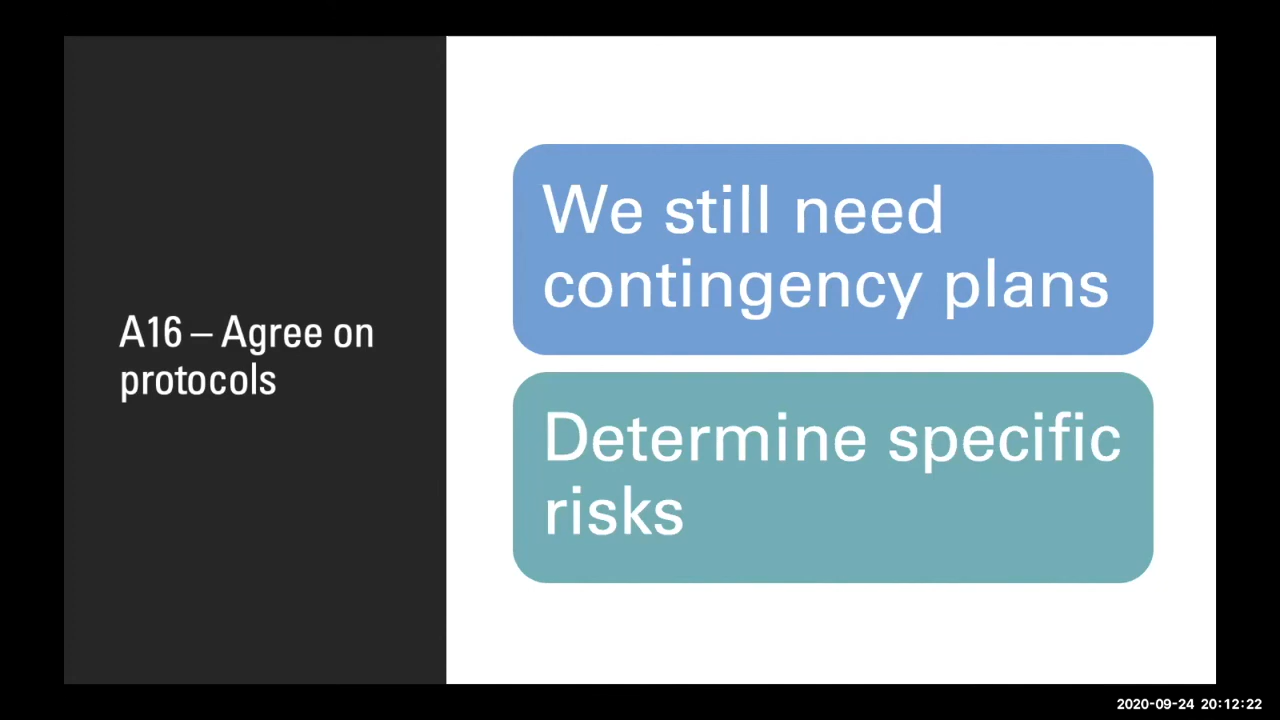 A16 – Agree on
protocols
We still need
contingency plans
Determine specific
risks
2020-09-24 20:12:22